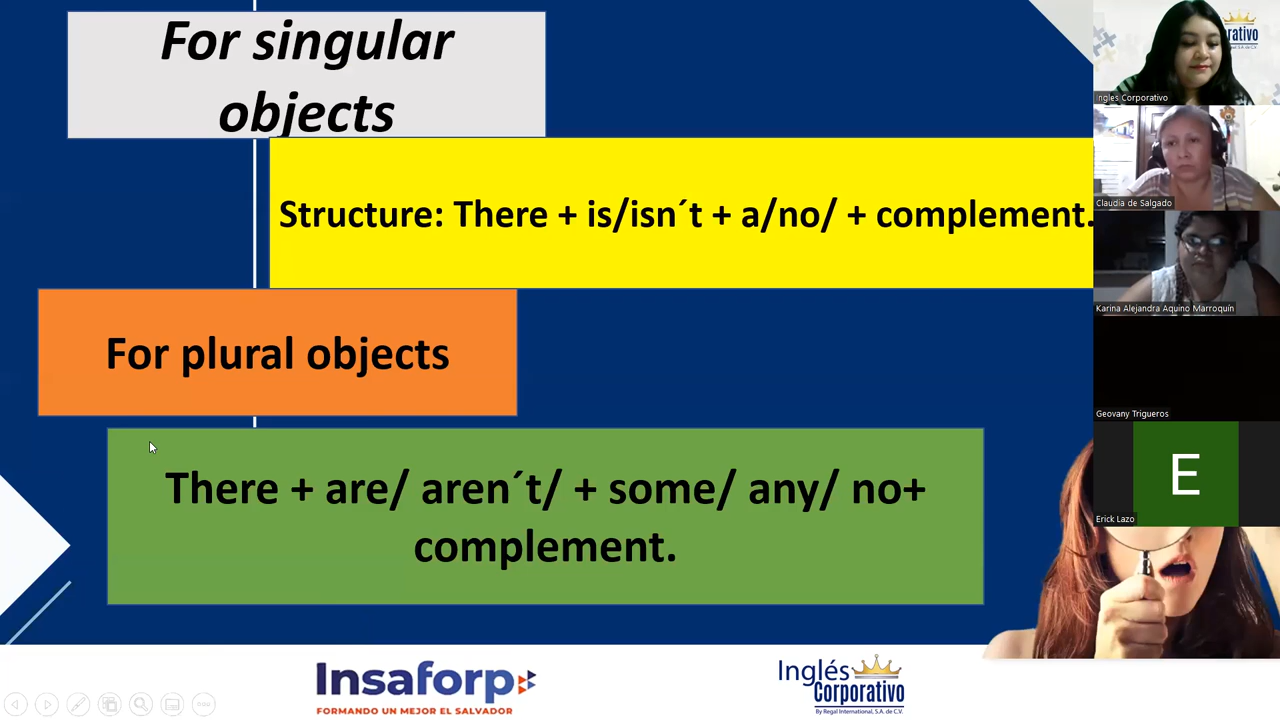 For singular
objects
Structure: There + is/isn´t + a/no/ + complement.
For plural objects
There + are/ aren´t/ + some/ any/ no+
complement.
Insaforp
FORMANDO UN MEJOR EL SALVADOR
Inglés
Corporativo
By Regal International, S.A. de C.V.
rativo
Ingles Corporativo
Claudia de Salgado
Karina Alejandra Aquino Marroquín
Geovany Trigueros
E
Erick Lazo